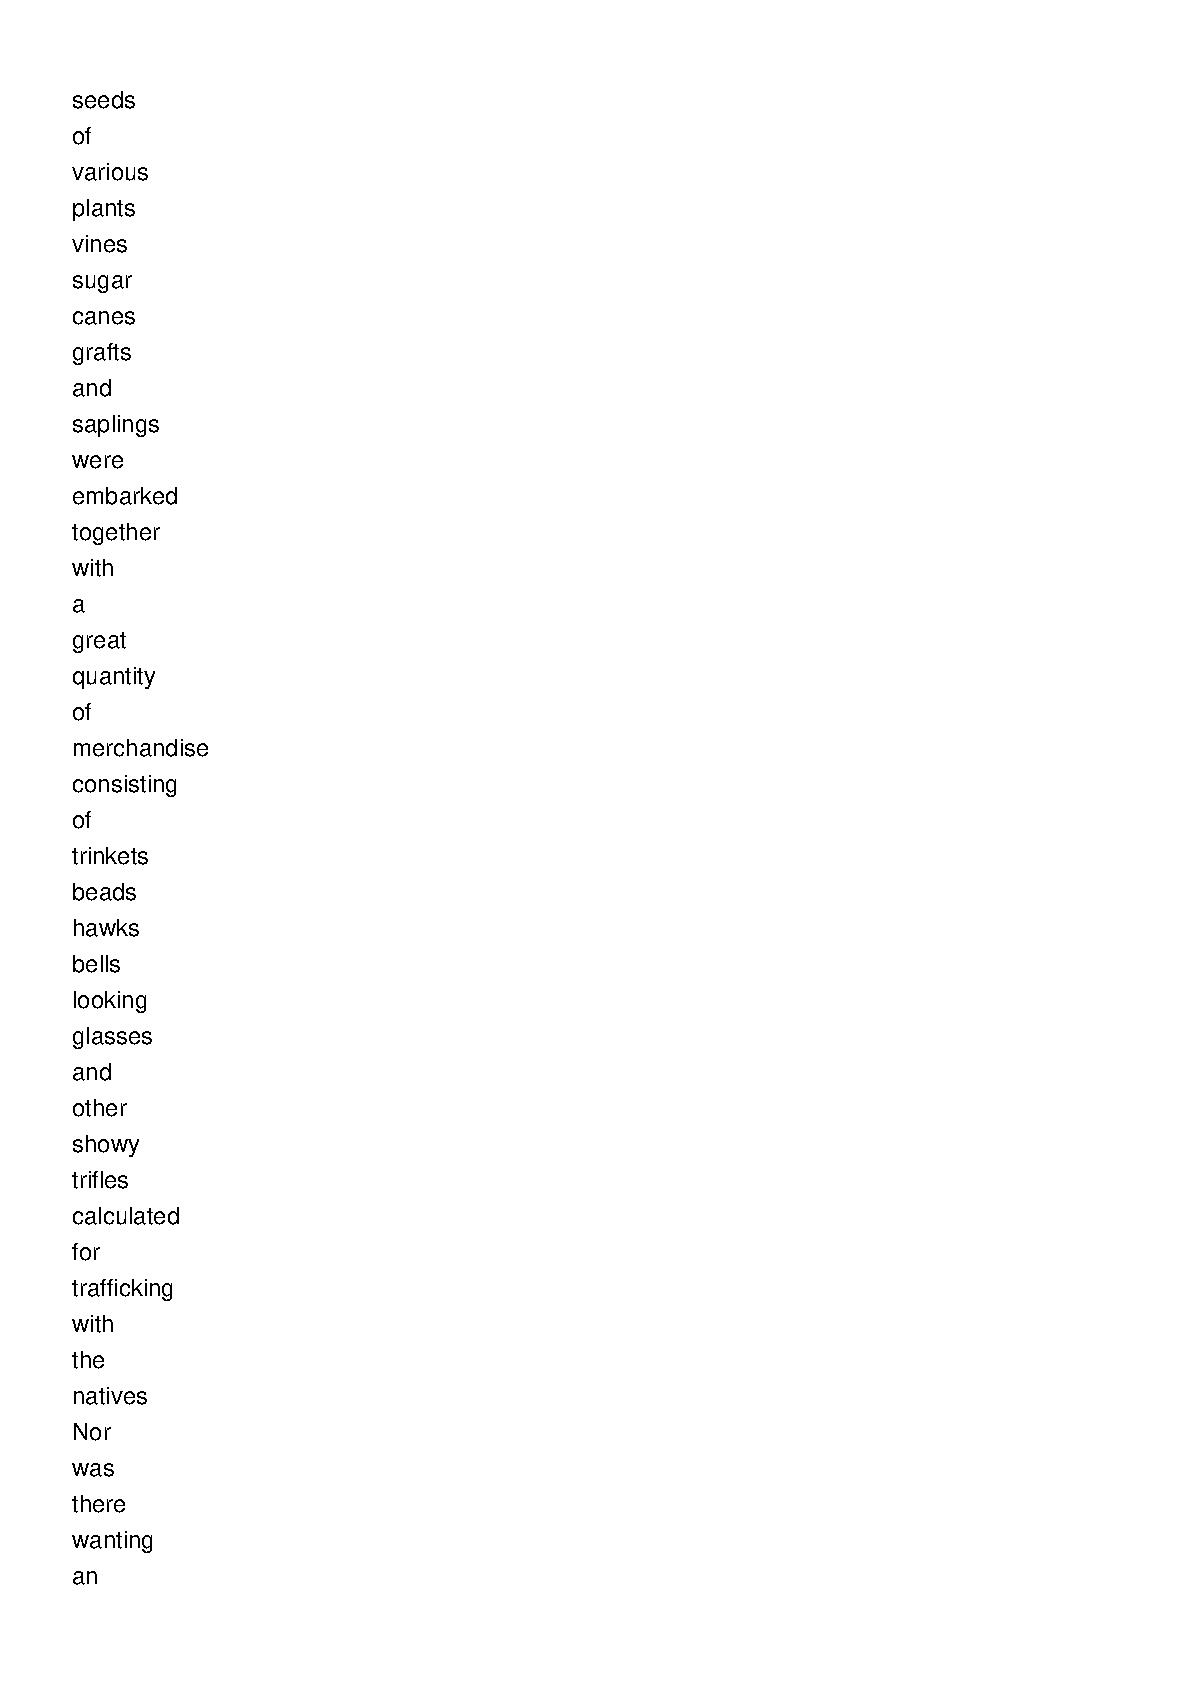 seeds
of
various
plants
vines
sugar
canes
grafts
and
saplings
were
embarked
together
with
a
great
quantity
of
merchandise
consisting
of
trinkets
beads
hawks
bells
looking
glasses
and
other
showy
trifles
calculated
for
trafficking
with
the
natives
Nor
was
there
wanting
an